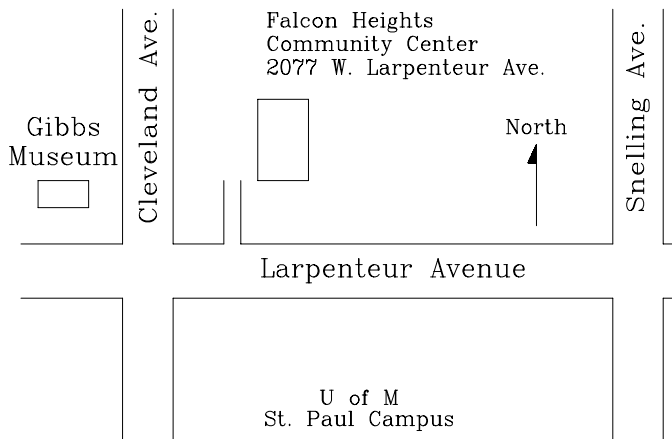 Falcon Heights
Community Center
2077 W. Larpenteur Ave.
Cleveland Ave.
Snelling Ave.
Gibbs
Museum
North
Larpenteur Avenue
U of M
St. Paul Campus